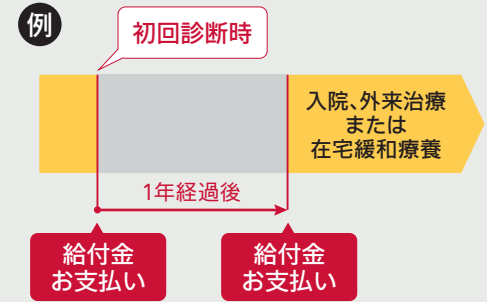 例
初回診断時
入院、外来治療
または
在宅緩和療養
1年経過後
給付金
お支払い
給付金
お支払い